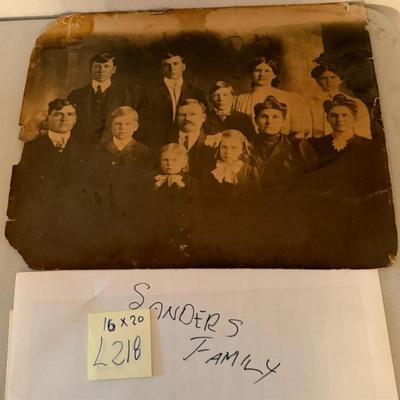 SANDERS
FAMILY
16 x 20
L218